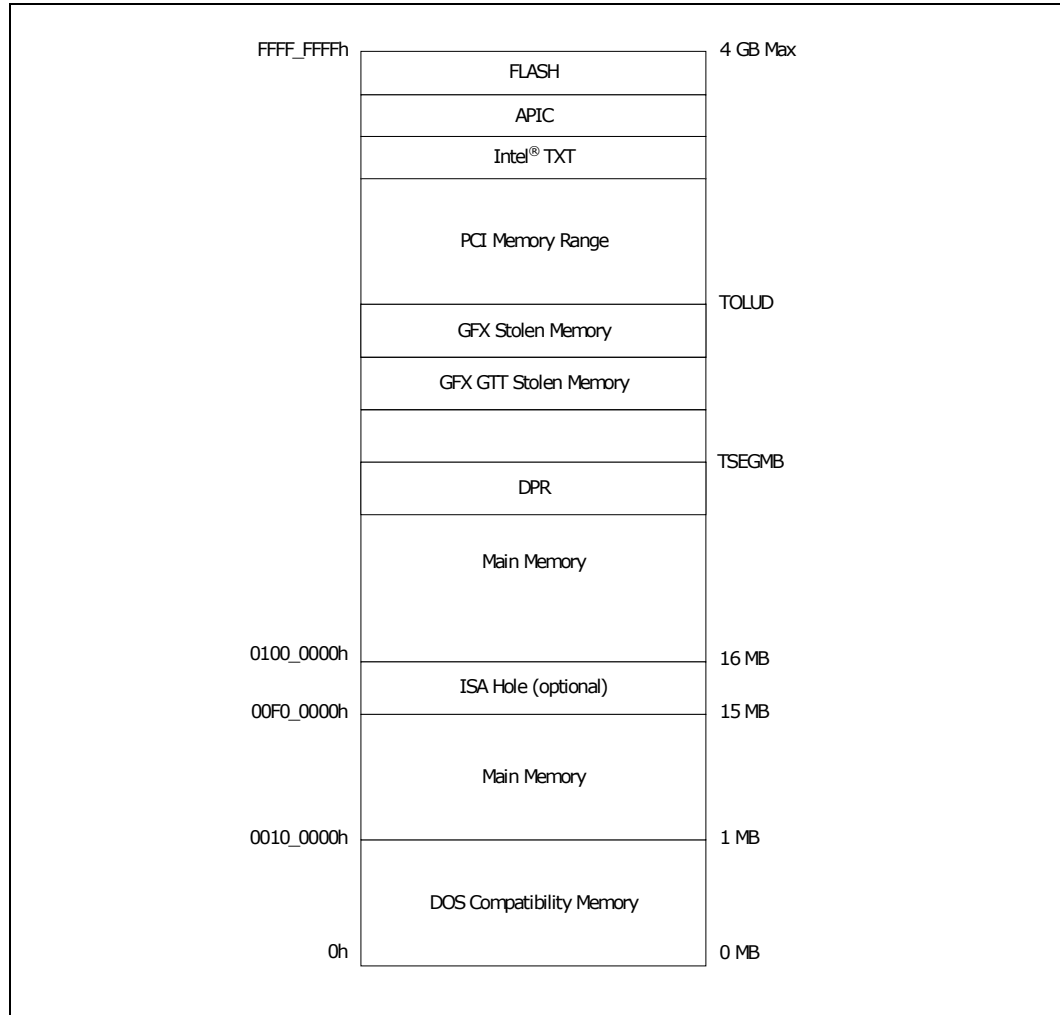 FFFF_FFFFh
4 GB Max
FLASH
APIC
Intel® TXT
PCI Memory Range
TOLUD
GFX Stolen Memory
GFX GTT Stolen Memory
TSEGMB
DPR
Main Memory
0100_0000h
16 MB
ISA Hole (optional)
00F0_0000h
15 MB
Main Memory
0010_0000h
1 MB
DOS Compatibility Memory
0h
0 MB